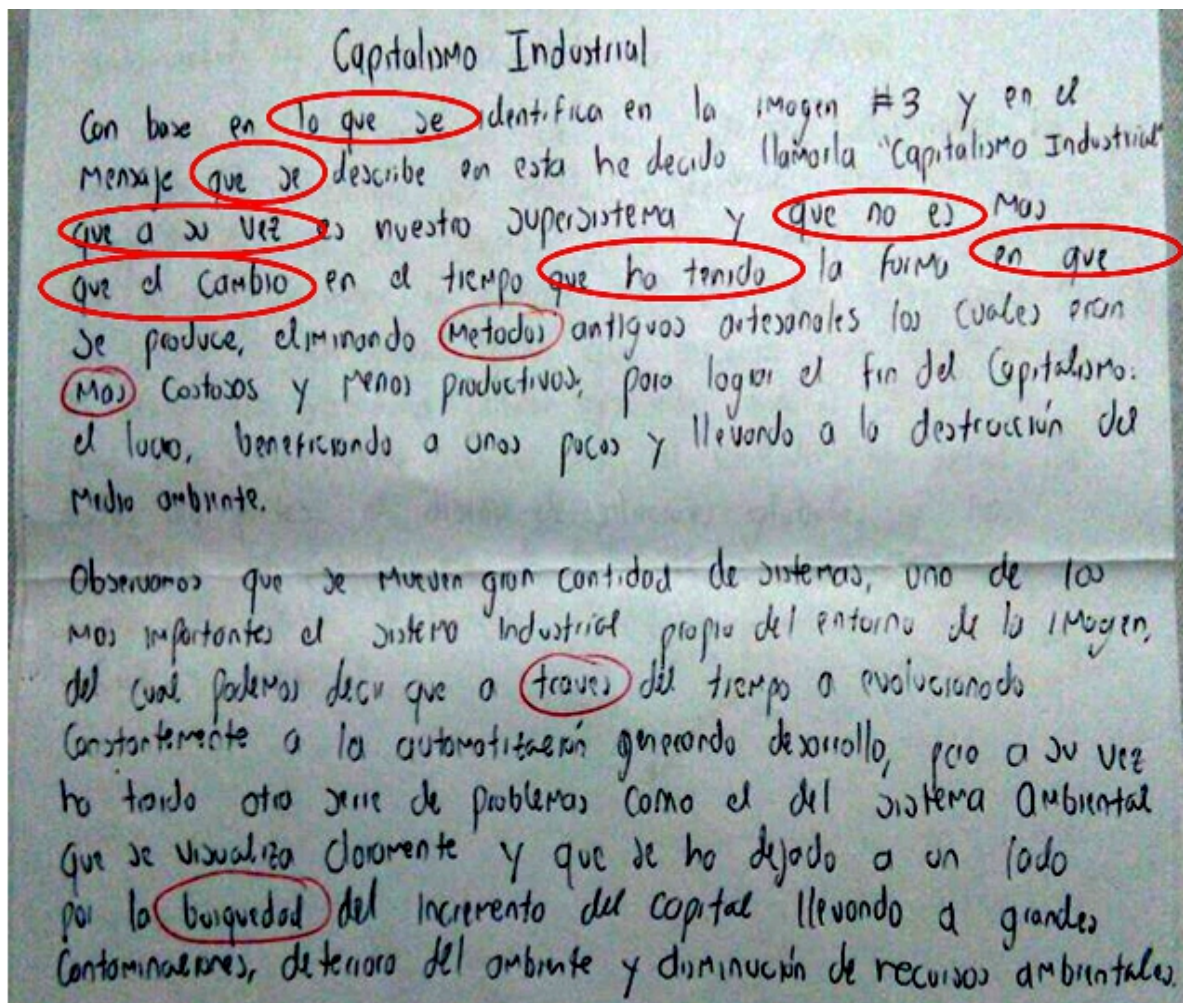 Capitalismo Industrial
Con base en lo que se identifica en la imagen #3 y en el
mensaje que se describe en esta he decido llamarla "Capitalismo Industrial"
que a su vez es nuestro supersistema y que no es mas
que el cambio en el tiempo que ha tenido la forma en que
se produce, eliminando metodos antiguos artesanales los cuales eran
mas costosos y menos productivos, para lograr el fin del Capitalismo:
el lucro, beneficiando a unos pocos y llevando a la destrucción del
medio ambiente.
Observamos que se mueven gran cantidad de sistemas, uno de los
mas importantes el sistema industrial propio del entorno de la imagen,
del cual podemos decir que a traves del tiempo a evolucionado
constantemente a la automatización generando desarrollo, pero a su vez
ha traido otra serie de problemas como el del sistema ambiental
que se visualiza claramente y que se ha dejado a un lado
por la busquedad del incremento del capital llevando a grandes
contaminaciones, deterioro del ambiente y disminución de recursos ambientales.